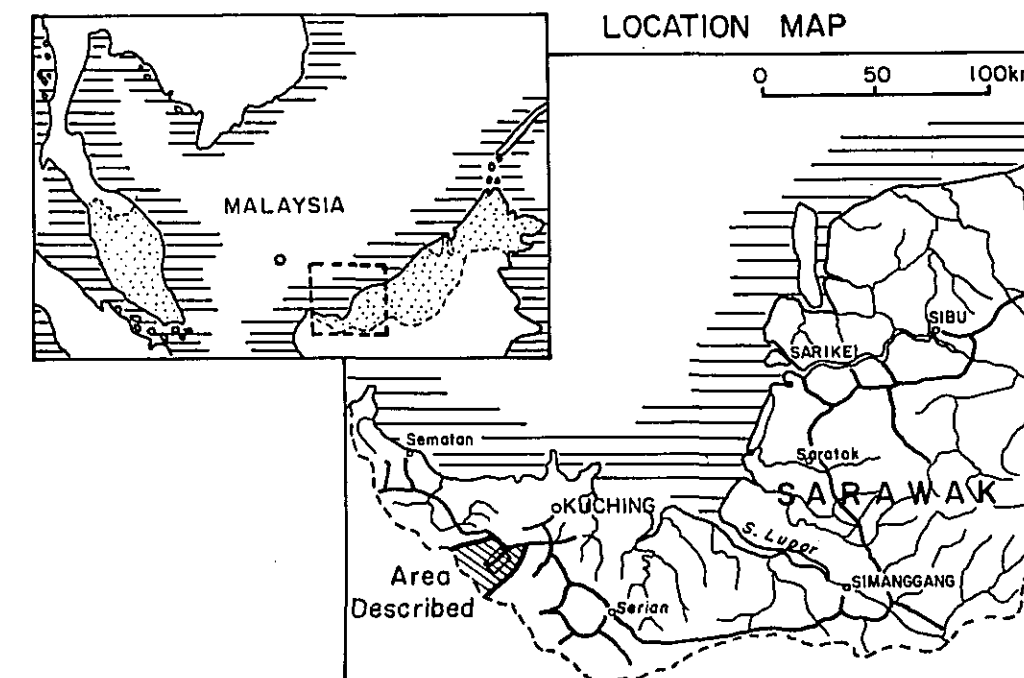 LOCATION MAP
0 50 100km
MALAYSIA
SIBU
SARIKEI
Sematan
Saratok
SARAWAK
KUCHING
S. Lupar
Area
Described
SIMANGGANG
Serian